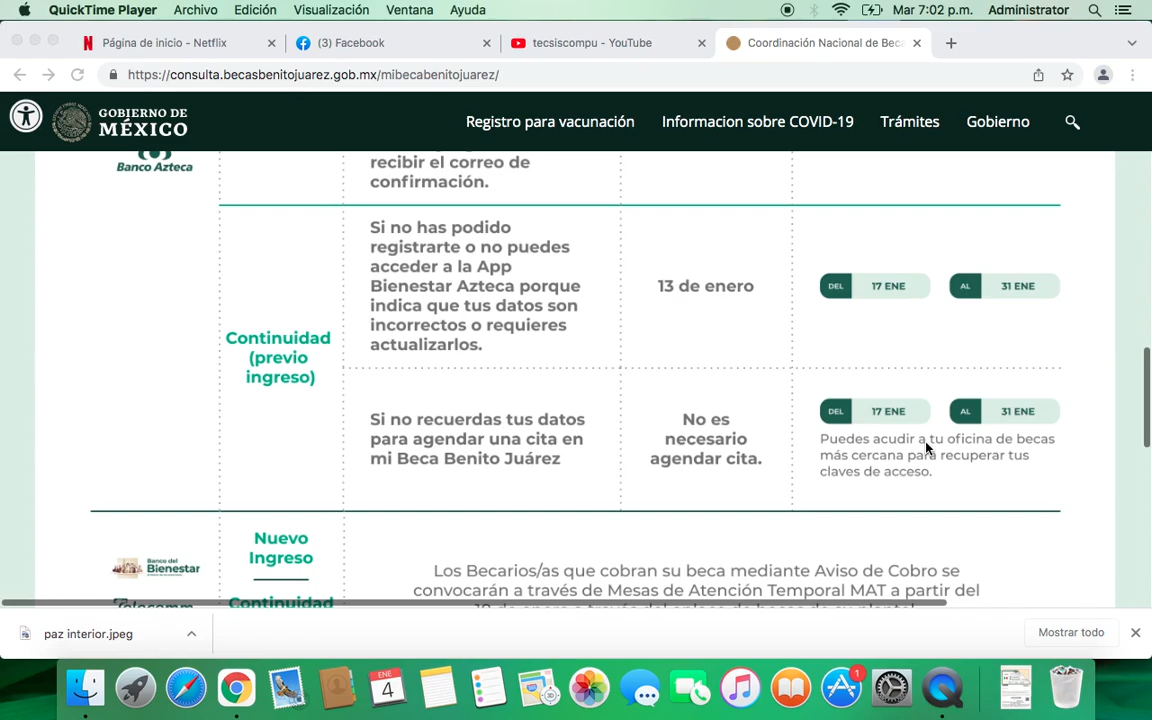 QuickTime Player Archivo Edición Visualización Ventana Ayuda Mar 7:02 p.m. Administrator
Página de inicio - Netflix (3) Facebook tecsiscompu - YouTube Coordinación Nacional de Beca
https://consulta.becasbenitojuarez.gob.mx/mibecabenitojuarez/
GOBIERNO DE
MÉXICO
Registro para vacunación Informacion sobre COVID-19 Trámites Gobierno
Banco Azteca
recibir el correo de
confirmación.
Continuidad
(previo
ingreso)
Si no has podido
registrarte o no puedes
acceder a la App
Bienestar Azteca porque
indica que tus datos son
incorrectos o requieres
actualizarlos.
13 de enero
DEL 17 ENE AL 31 ENE
Si no recuerdas tus datos
para agendar una cita en
mi Beca Benito Juárez
No es
necesario
agendar cita.
DEL 17 ENE AL 31 ENE
Puedes acudir a tu oficina de becas
más cercana para recuperar tus
claves de acceso.
Banco del
Bienestar
Telecomm
Nuevo
Ingreso
Continuidad
Los Becarios/as que cobran su beca mediante Aviso de Cobro se
convocarán a través de Mesas de Atención Temporal MAT a partir del
paz interior.jpeg
Mostrar todo
ENE
4
1